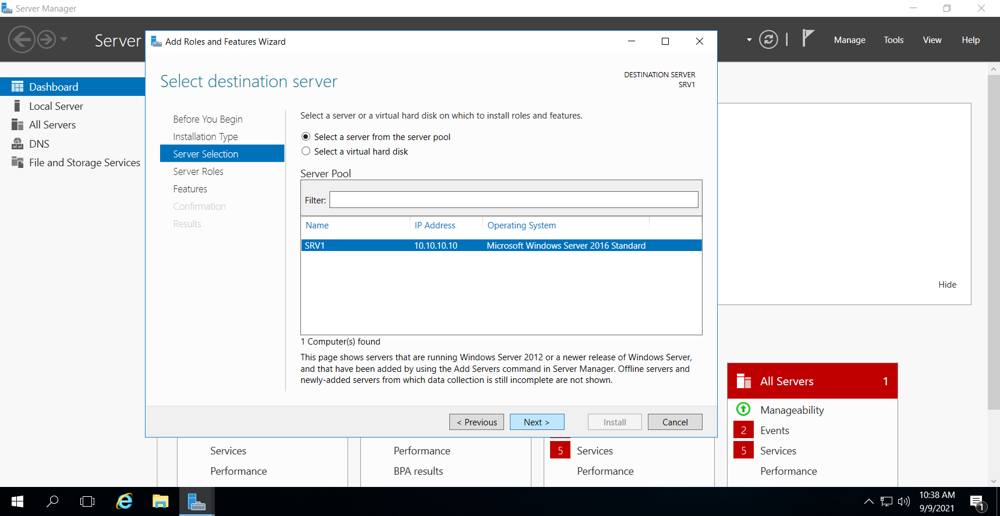 Server Manager
Server
Manage
Tools
View
Help
Dashboard
Local Server
All Servers
DNS
File and Storage Services
Add Roles and Features Wizard
Select destination server
DESTINATION SERVER
SRV1
Before You Begin
Installation Type
Server Selection
Server Roles
Features
Confirmation
Results
Select a server or a virtual hard disk on which to install roles and features.
Select a server from the server pool
Select a virtual hard disk
Server Pool
Filter:
Name IP Address Operating System
SRV1 10.10.10.10 Microsoft Windows Server 2016 Standard
1 Computer(s) found
This page shows servers that are running Windows Server 2012 or a newer release of Windows Server,
and that have been added by using the Add Servers command in Server Manager. Offline servers and
newly-added servers from which data collection is still incomplete are not shown.
< Previous
Next >
Install
Cancel
Hide
Services
Performance
Performance
BPA results
5 Services
Performance
All Servers 1
Manageability
2 Events
5 Services
Performance
10:38 AM
9/9/2021
1